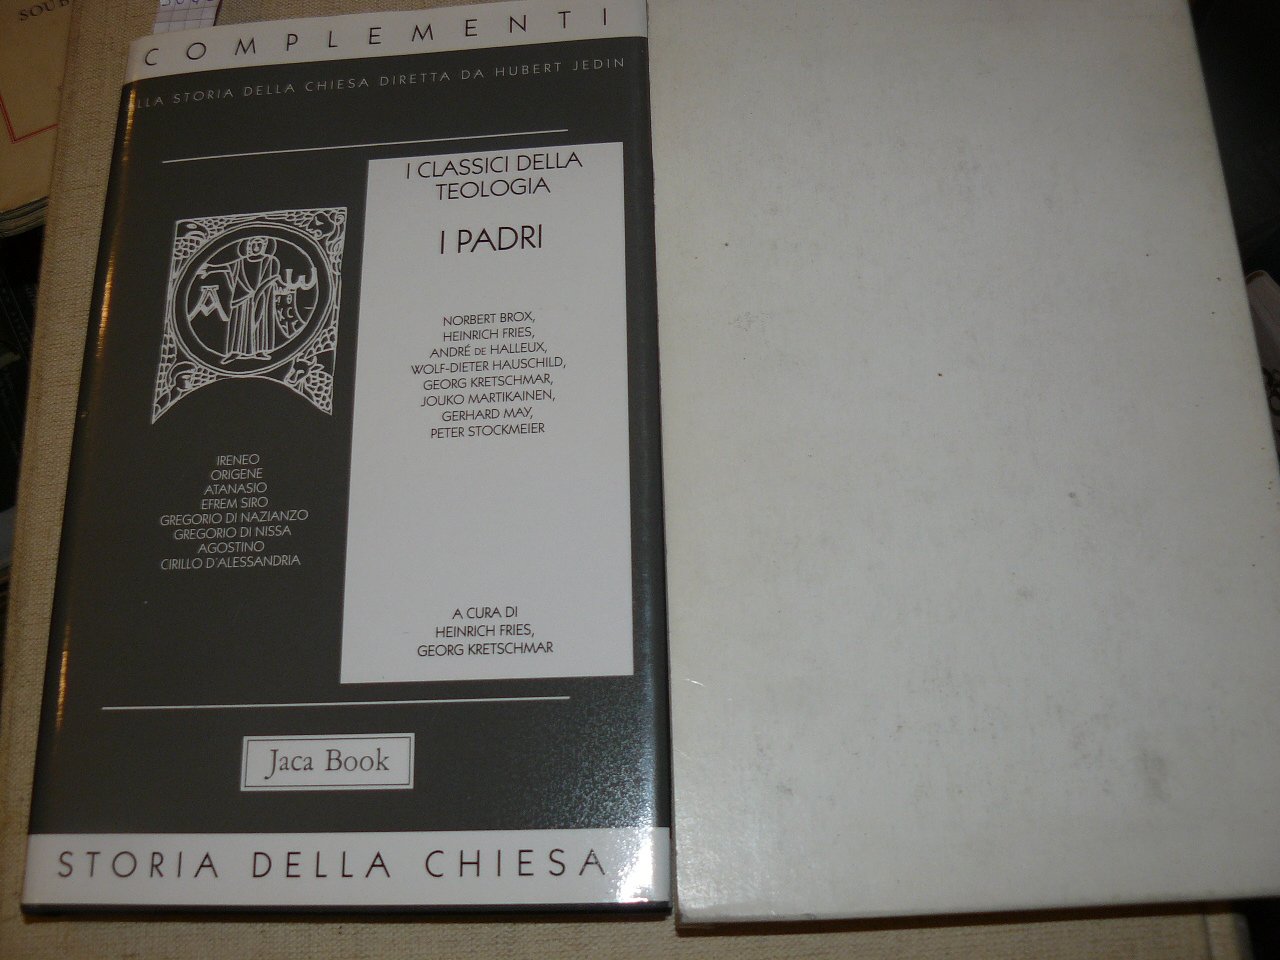 SOUB
COMPLEMENTI
ALLA STORIA DELLA CHIESA DIRETTA DA HUBERT JEDIN
I CLASSICI DELLA
TEOLOGIA
I PADRI
A ω
NORBERT BROX,
HEINRICH FRIES,
ANDRÉ DE HALLEUX,
WOLF-DIETER HAUSCHILD,
GEORG KRETSCHMAR,
JOUKO MARTIKAINEN,
GERHARD MAY,
PETER STOCKMEIER
IRENEO
ORIGENE
ATANASIO
EFREM SIRO
GREGORIO DI NAZIANZO
GREGORIO DI NISSA
AGOSTINO
CIRILLO D'ALESSANDRIA
A CURA DI
HEINRICH FRIES,
GEORG KRETSCHMAR
Jaca Book
STORIA DELLA CHIESA